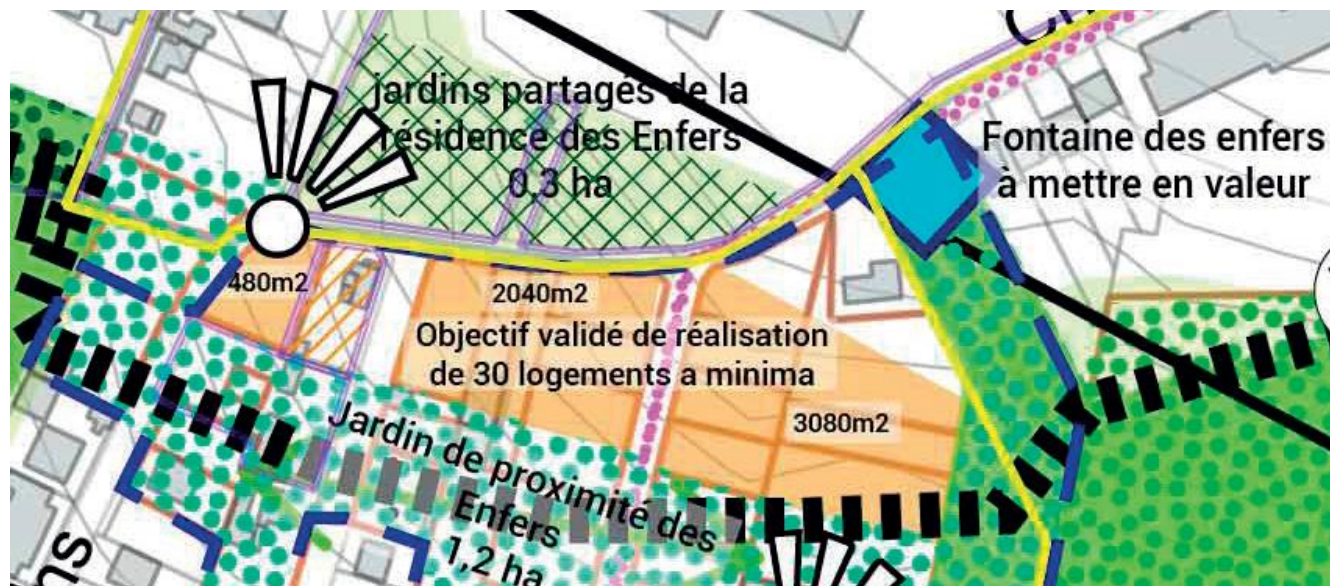 jardins partagés de la
résidence des Enfers
0.3 ha
Fontaine des enfers
à mettre en valeur
480m2
2040m2
Objectif validé de réalisation
de 30 logements a minima
3080m2
Jardin de proximité des
Enfers
1,2 ha